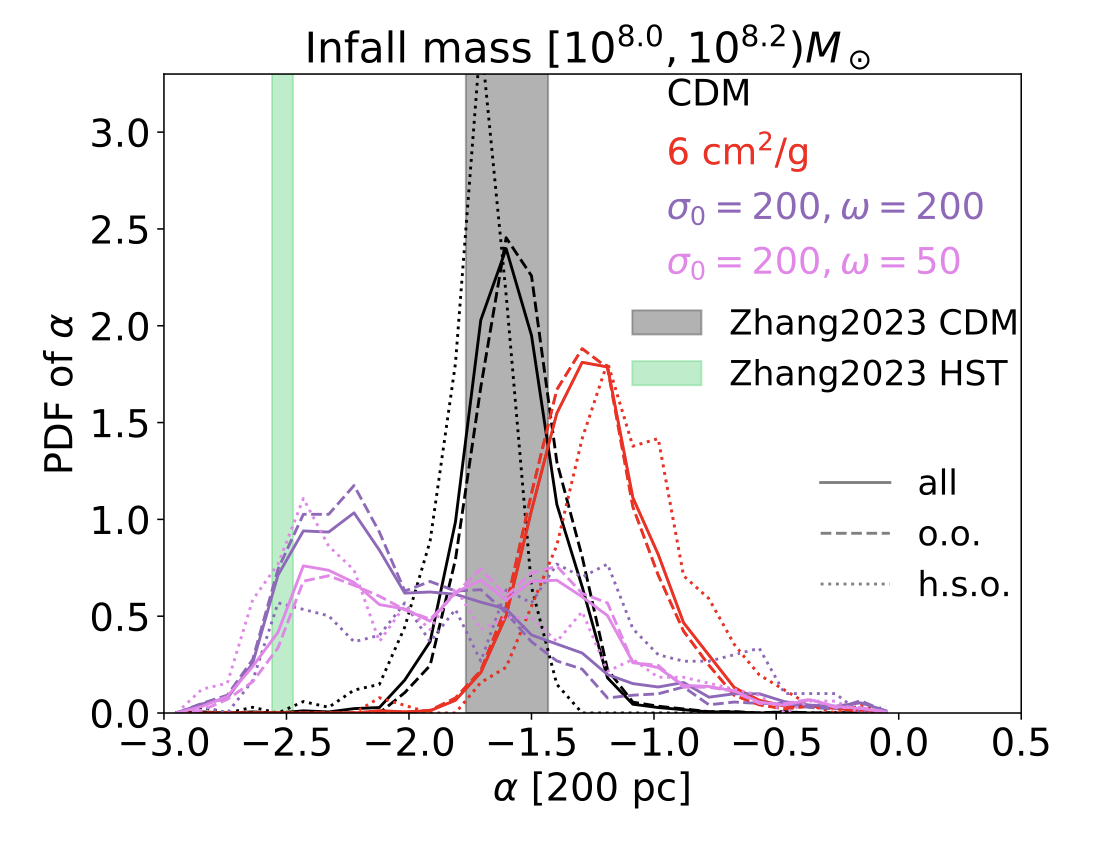 Infall mass [10^8.0, 10^8.2)M⊙
CDM
6 cm²/g
σ₀ = 200, ω = 200
σ₀ = 200, ω = 50
Zhang2023 CDM
Zhang2023 HST
all
o.o.
h.s.o.
PDF of α
3.0
2.5
2.0
1.5
1.0
0.5
0.0
−3.0 −2.5 −2.0 −1.5 −1.0 −0.5 0.0 0.5
α [200 pc]